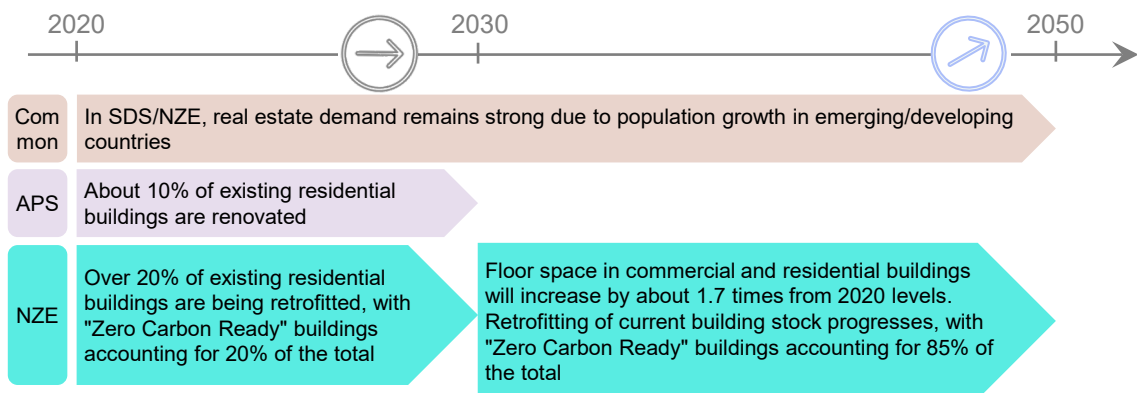 2020
2030
2050
Com
mon
In SDS/NZE, real estate demand remains strong due to population growth in emerging/developing
countries
APS
About 10% of existing residential
buildings are renovated
NZE
Over 20% of existing residential
buildings are being retrofitted, with
"Zero Carbon Ready" buildings
accounting for 20% of the total
Floor space in commercial and residential buildings
will increase by about 1.7 times from 2020 levels.
Retrofitting of current building stock progresses, with
"Zero Carbon Ready" buildings accounting for 85% of
the total